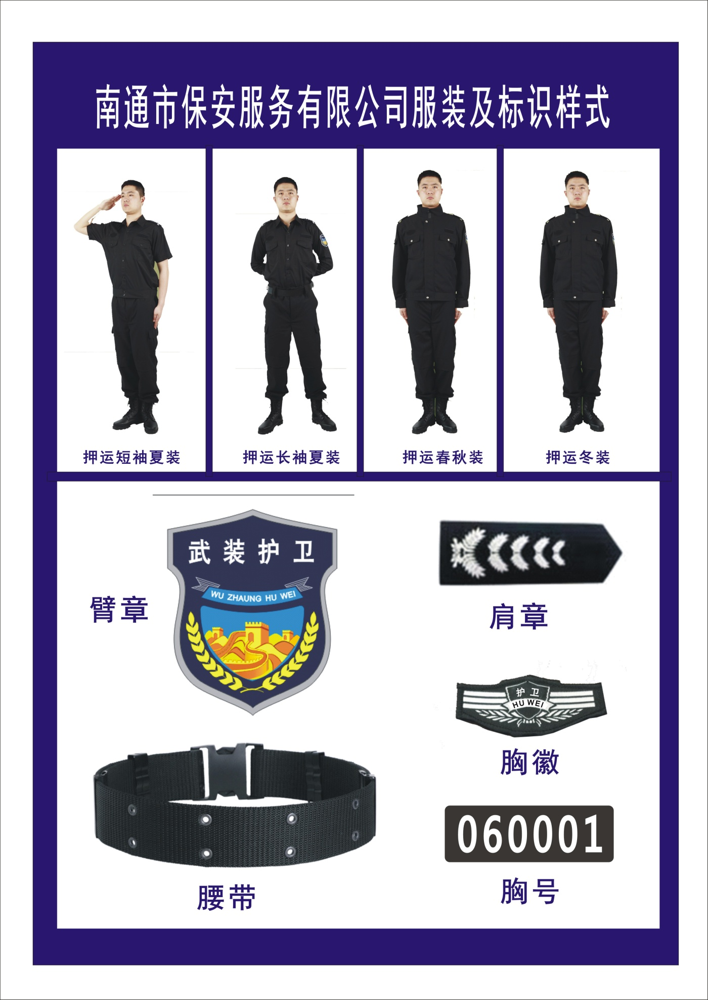 南通市保安服务有限公司服装及标识样式
押运短袖夏装
押运长袖夏装
押运春秋装
押运冬装
武装护卫
WU ZHAUNG HU WEI
臂章
肩章
护卫
HU WEI
胸徽
060001
腰带
胸号